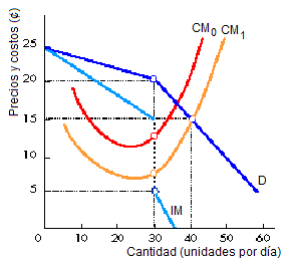 Precios y costos (¢)
CM0 CM1
25
20
15
10
5
D
IM
0 10 20 30 40 50 60
Cantidad (unidades por día)